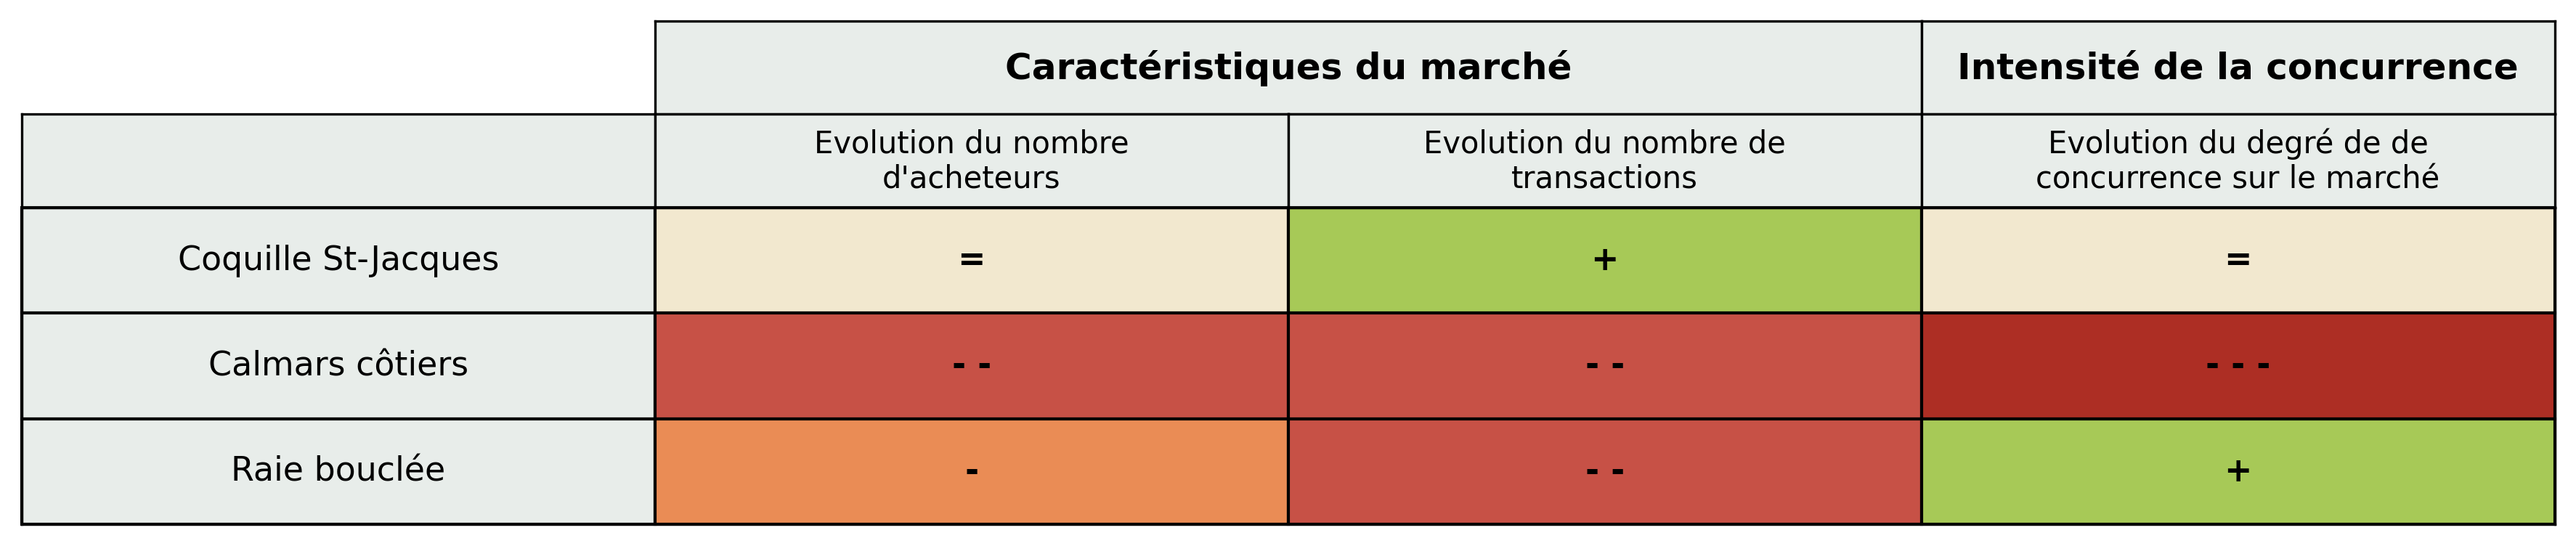 Caractéristiques du marché
Intensité de la concurrence
Evolution du nombre
d'acheteurs
Evolution du nombre de
transactions
Evolution du degré de de
concurrence sur le marché
Coquille St-Jacques
=
+
=
Calmars côtiers
- -
- -
- - -
Raie bouclée
-
- -
+